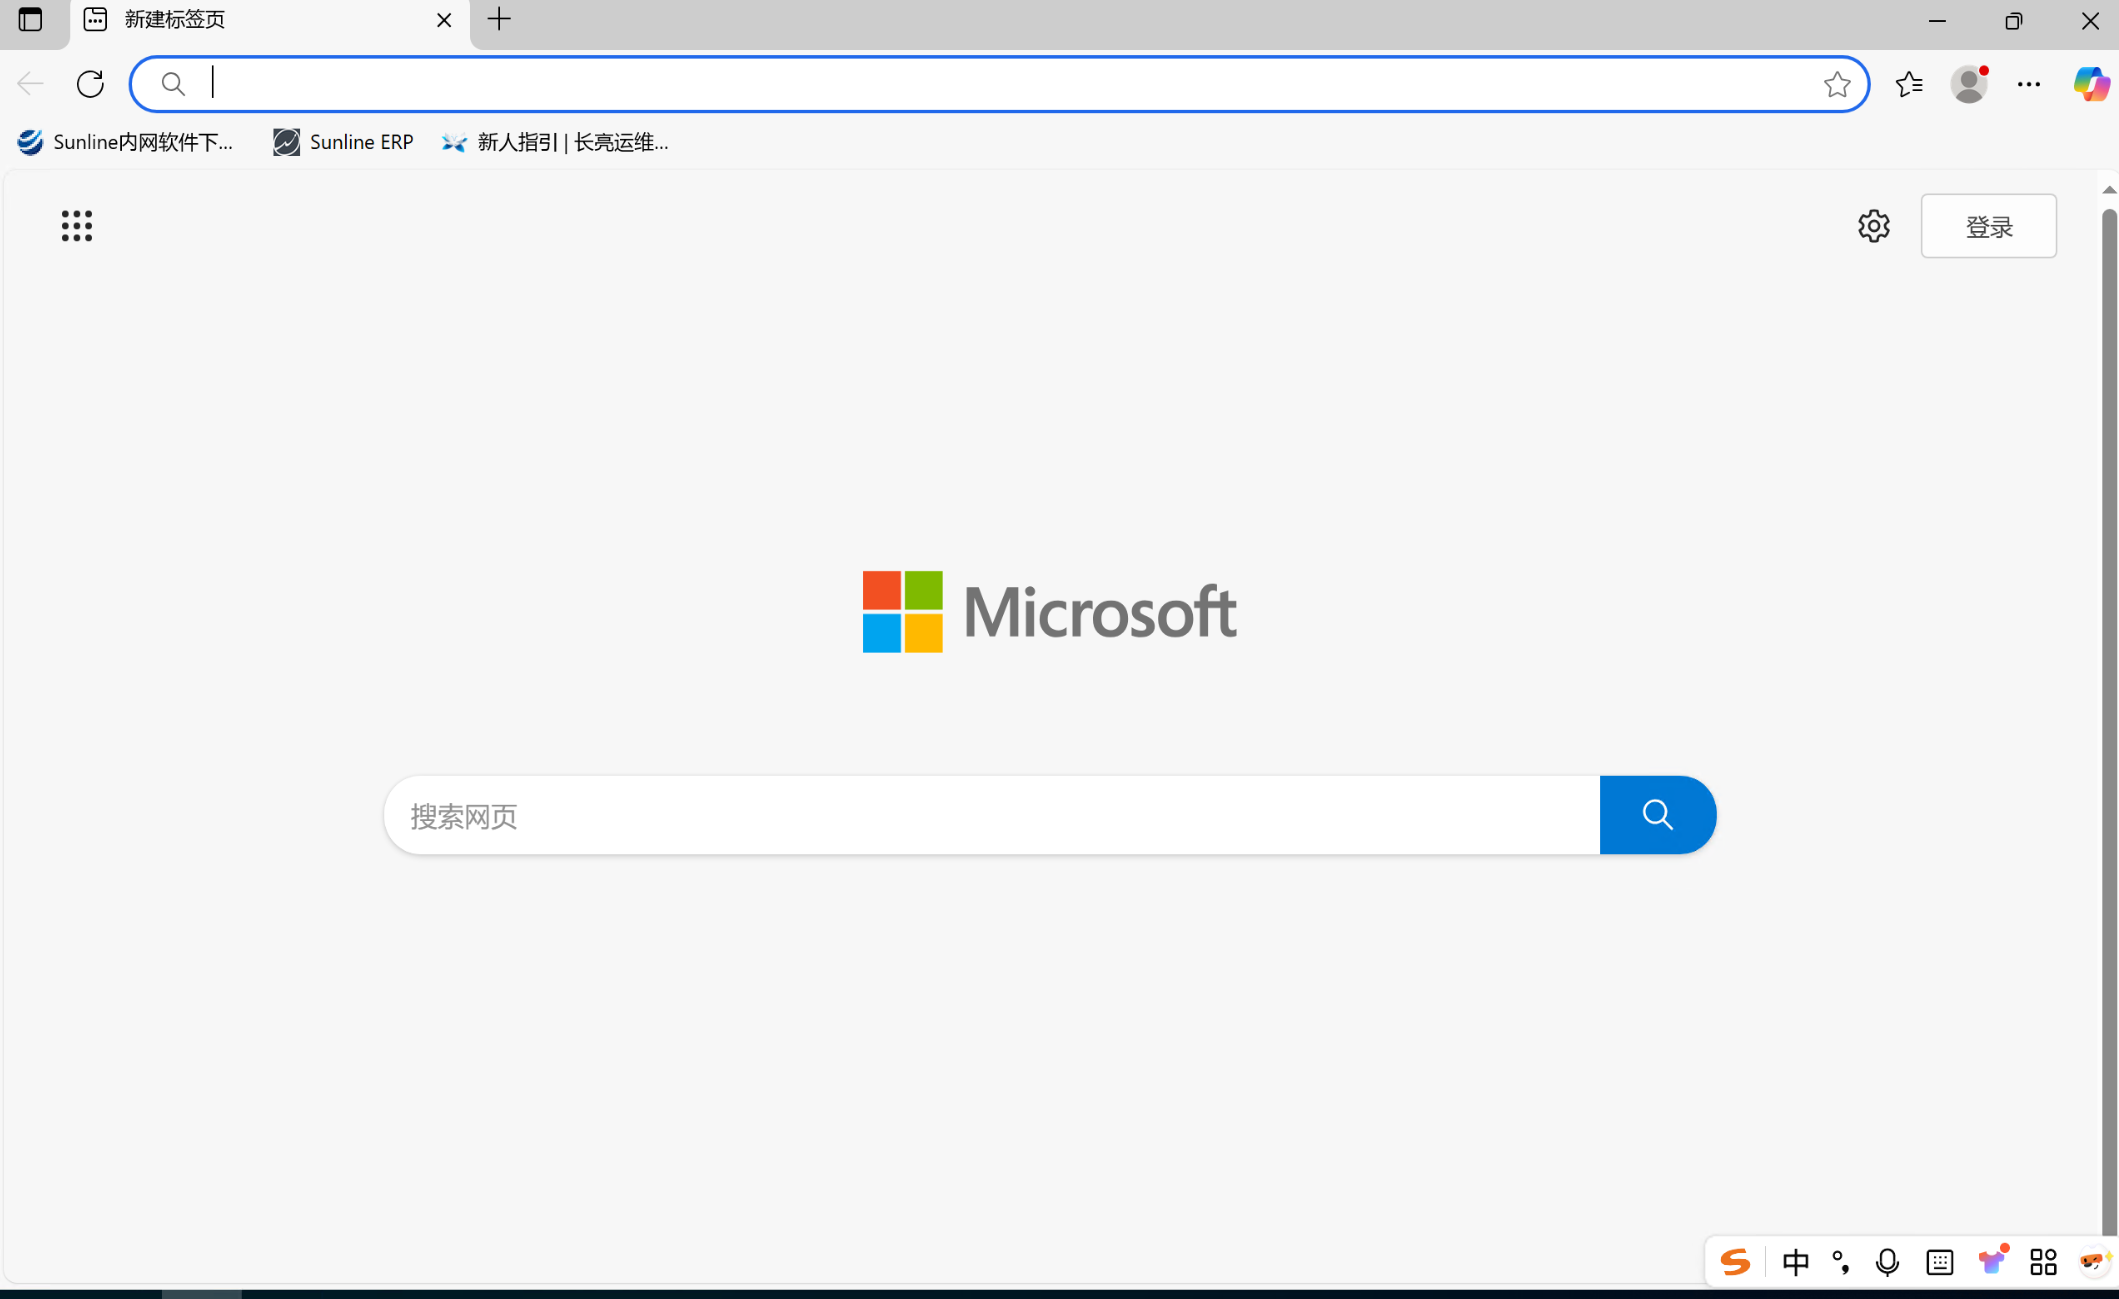 新建标签页
Sunline内网软件下...
Sunline ERP
新人指引 | 长亮运维...
登录
Microsoft
搜索网页
中